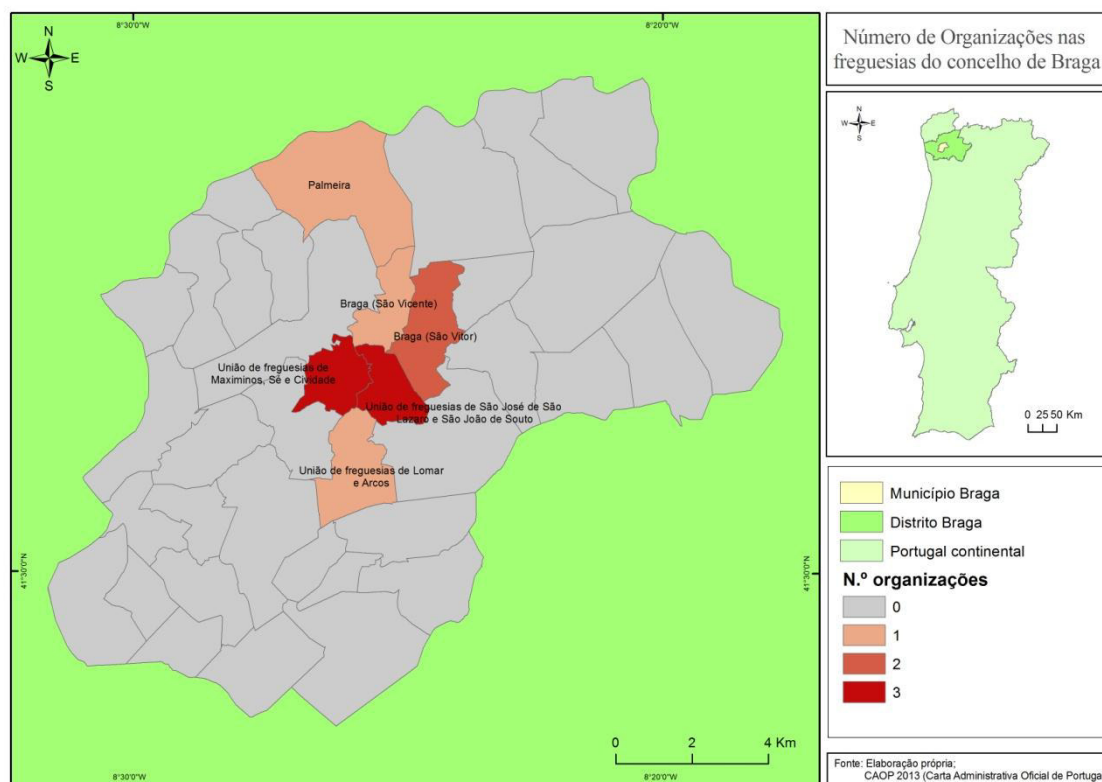 8°30'0"W
8°20'0"W
N
W
E
S
Palmeira
Braga (São Vicente)
Braga (São Vitor)
União de freguesias de
Maximinos, Sé e Cividade
União de freguesias de São José de São
Lazaro e São João de Souto
União de freguesias de Lomar
e Arcos
41°30'0"N
41°30'0"N
0 2 4 Km
8°30'0"W
8°20'0"W
Número de Organizações nas
freguesias do concelho de Braga
N
W
E
S
0 25 50 Km
Município Braga
Distrito Braga
Portugal continental
N.º organizações
0
1
2
3
Fonte: Elaboração própria;
CAOP 2013 (Carta Administrativa Oficial de Portuga